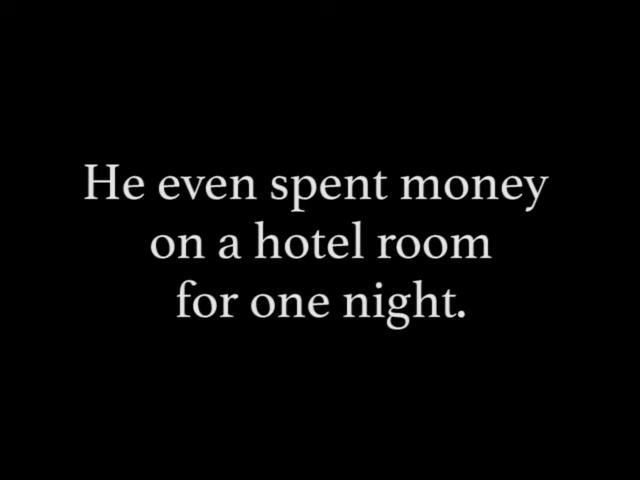 He even spent money
on a hotel room
for one night.